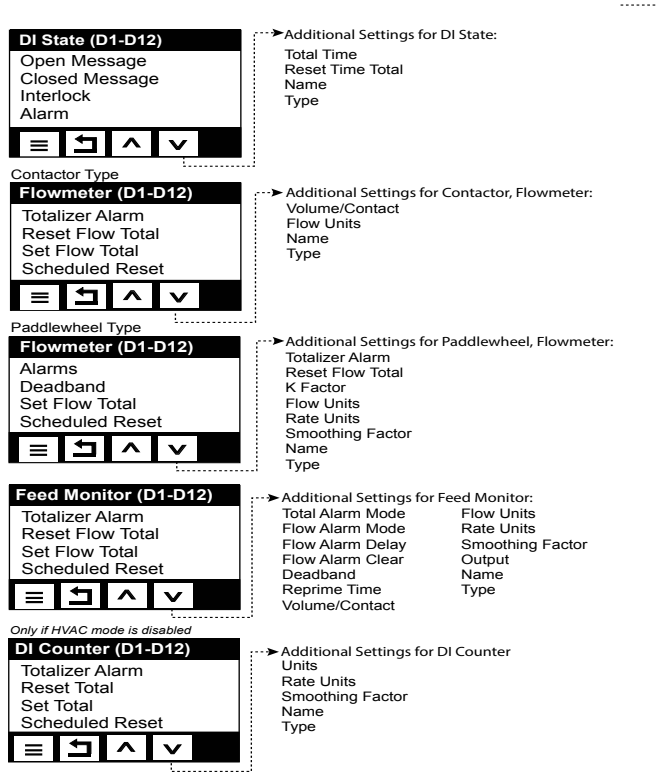 DI State (D1-D12)
Open Message
Closed Message
Interlock
Alarm
Additional Settings for DI State:
Total Time
Reset Time Total
Name
Type
Contactor Type
Flowmeter (D1-D12)
Totalizer Alarm
Reset Flow Total
Set Flow Total
Scheduled Reset
Additional Settings for Contactor, Flowmeter:
Volume/Contact
Flow Units
Name
Type
Paddlewheel Type
Flowmeter (D1-D12)
Alarms
Deadband
Set Flow Total
Scheduled Reset
Additional Settings for Paddlewheel, Flowmeter:
Totalizer Alarm
Reset Flow Total
K Factor
Flow Units
Rate Units
Smoothing Factor
Name
Type
Feed Monitor (D1-D12)
Totalizer Alarm
Reset Flow Total
Set Flow Total
Scheduled Reset
Additional Settings for Feed Monitor:
Total Alarm Mode
Flow Alarm Mode
Flow Alarm Delay
Flow Alarm Clear
Deadband
Reprime Time
Volume/Contact
Flow Units
Rate Units
Smoothing Factor
Output
Name
Type
Only if HVAC mode is disabled
DI Counter (D1-D12)
Totalizer Alarm
Reset Total
Set Total
Scheduled Reset
Additional Settings for DI Counter
Units
Rate Units
Smoothing Factor
Name
Type